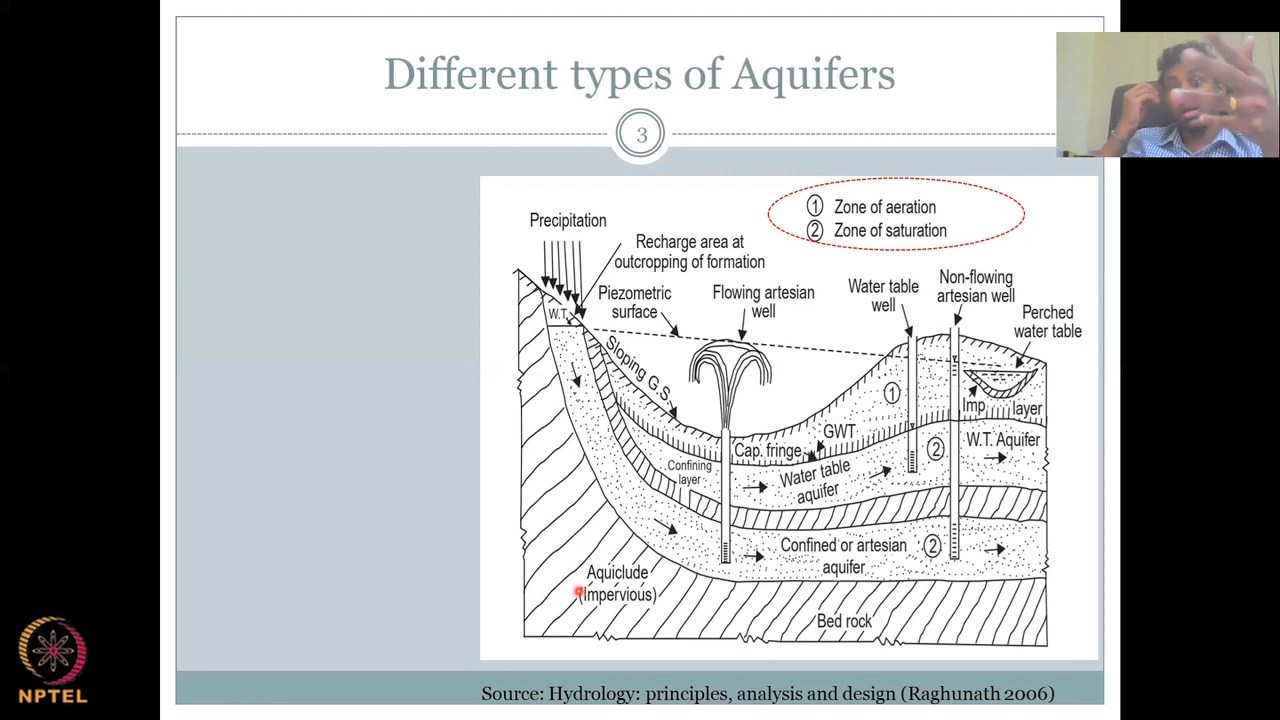 Different types of Aquifers
3
① Zone of aeration
② Zone of saturation
Precipitation
Recharge area at
outcropping of formation
Piezometric
surface
Flowing artesian
well
Water table
well
Non-flowing
artesian well
Perched
water table
W.T.
Sloping G.S.
①
Imp
layer
GWT
Cap. fringe
②
W.T. Aquifer
Confining
layer
Water table
aquifer
Confined or artesian
aquifer
②
Aquiclude
(Impervious)
Bed rock
NPTEL
Source: Hydrology: principles, analysis and design (Raghunath 2006)